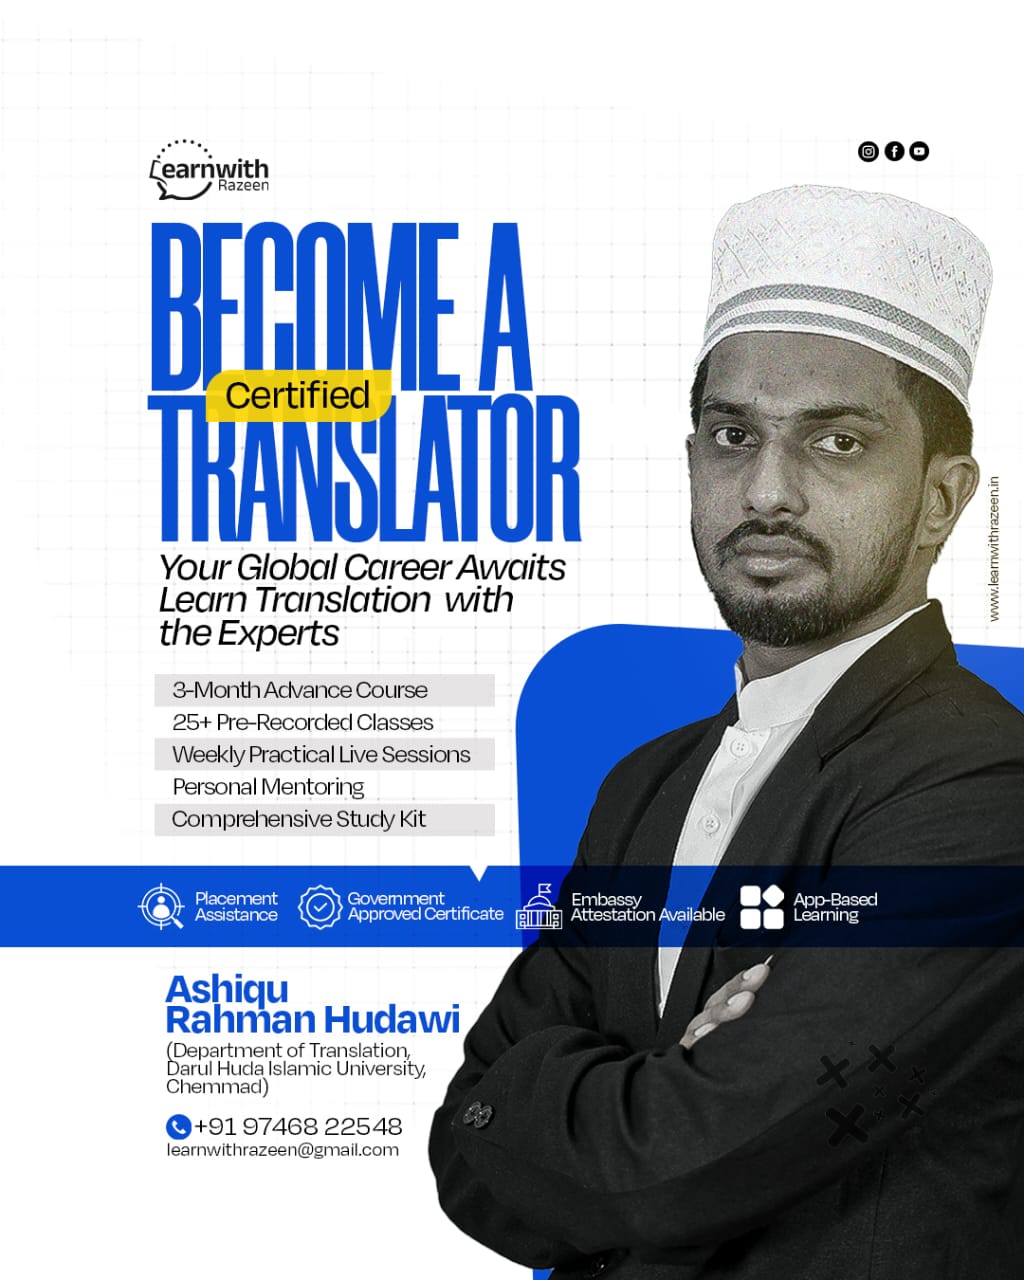 Learnwith
Razeen
BECOME A
Certified
TRANSLATOR
Your Global Career Awaits
Learn Translation with
the Experts
3-Month Advance Course
25+ Pre-Recorded Classes
Weekly Practical Live Sessions
Personal Mentoring
Comprehensive Study Kit
Placement
Assistance
Government
Approved Certificate
Embassy
Attestation Available
App-Based
Learning
Ashiqu
Rahman Hudawi
(Department of Translation,
Darul Huda Islamic University,
Chemmad)
+91 97468 22548
learnwithrazeen@gmail.com
www.learnwithrazeen.in